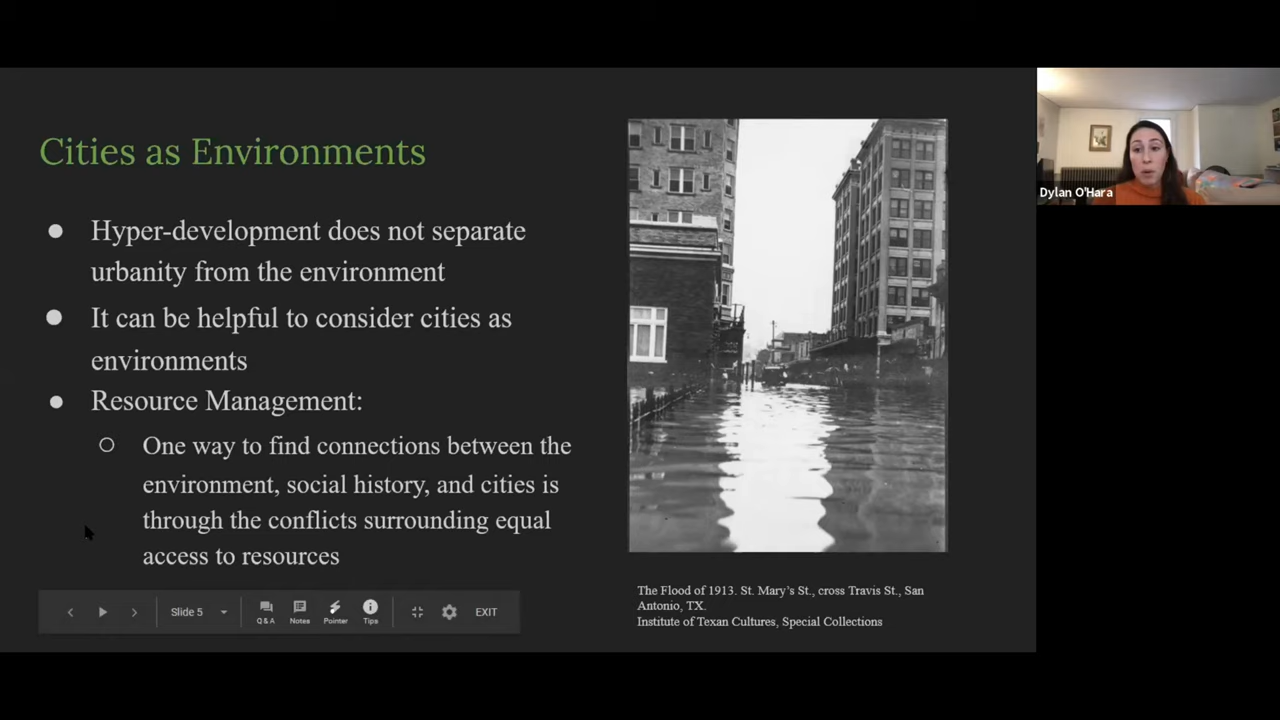 Cities as Environments
● Hyper-development does not separate
urbanity from the environment
● It can be helpful to consider cities as
environments
● Resource Management:
○ One way to find connections between the
environment, social history, and cities is
through the conflicts surrounding equal
access to resources
Slide 5
Q & A
Notes
Pointer
Tips
EXIT
The Flood of 1913. St. Mary's St., cross Travis St., San
Antonio, TX.
Institute of Texan Cultures, Special Collections
Dylan O'Hara